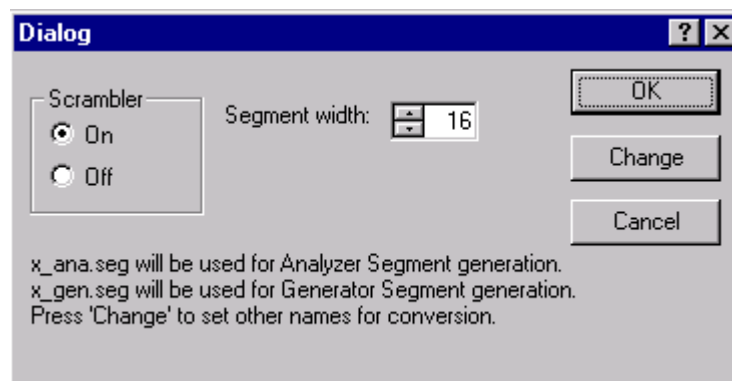 Dialog
Scrambler
On
Off
Segment width: 16
OK
Change
Cancel
x_ana.seg will be used for Analyzer Segment generation.
x_gen.seg will be used for Generator Segment generation.
Press 'Change' to set other names for conversion.